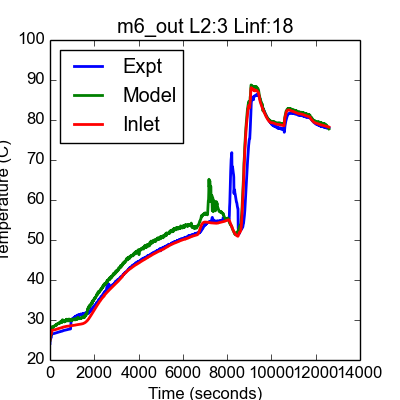 m6_out L2:3 Linf:18
Expt
Model
Inlet
100
90
80
70
60
50
40
30
20
Temperature (C)
0 2000 4000 6000 8000 10000 12000 14000
Time (seconds)